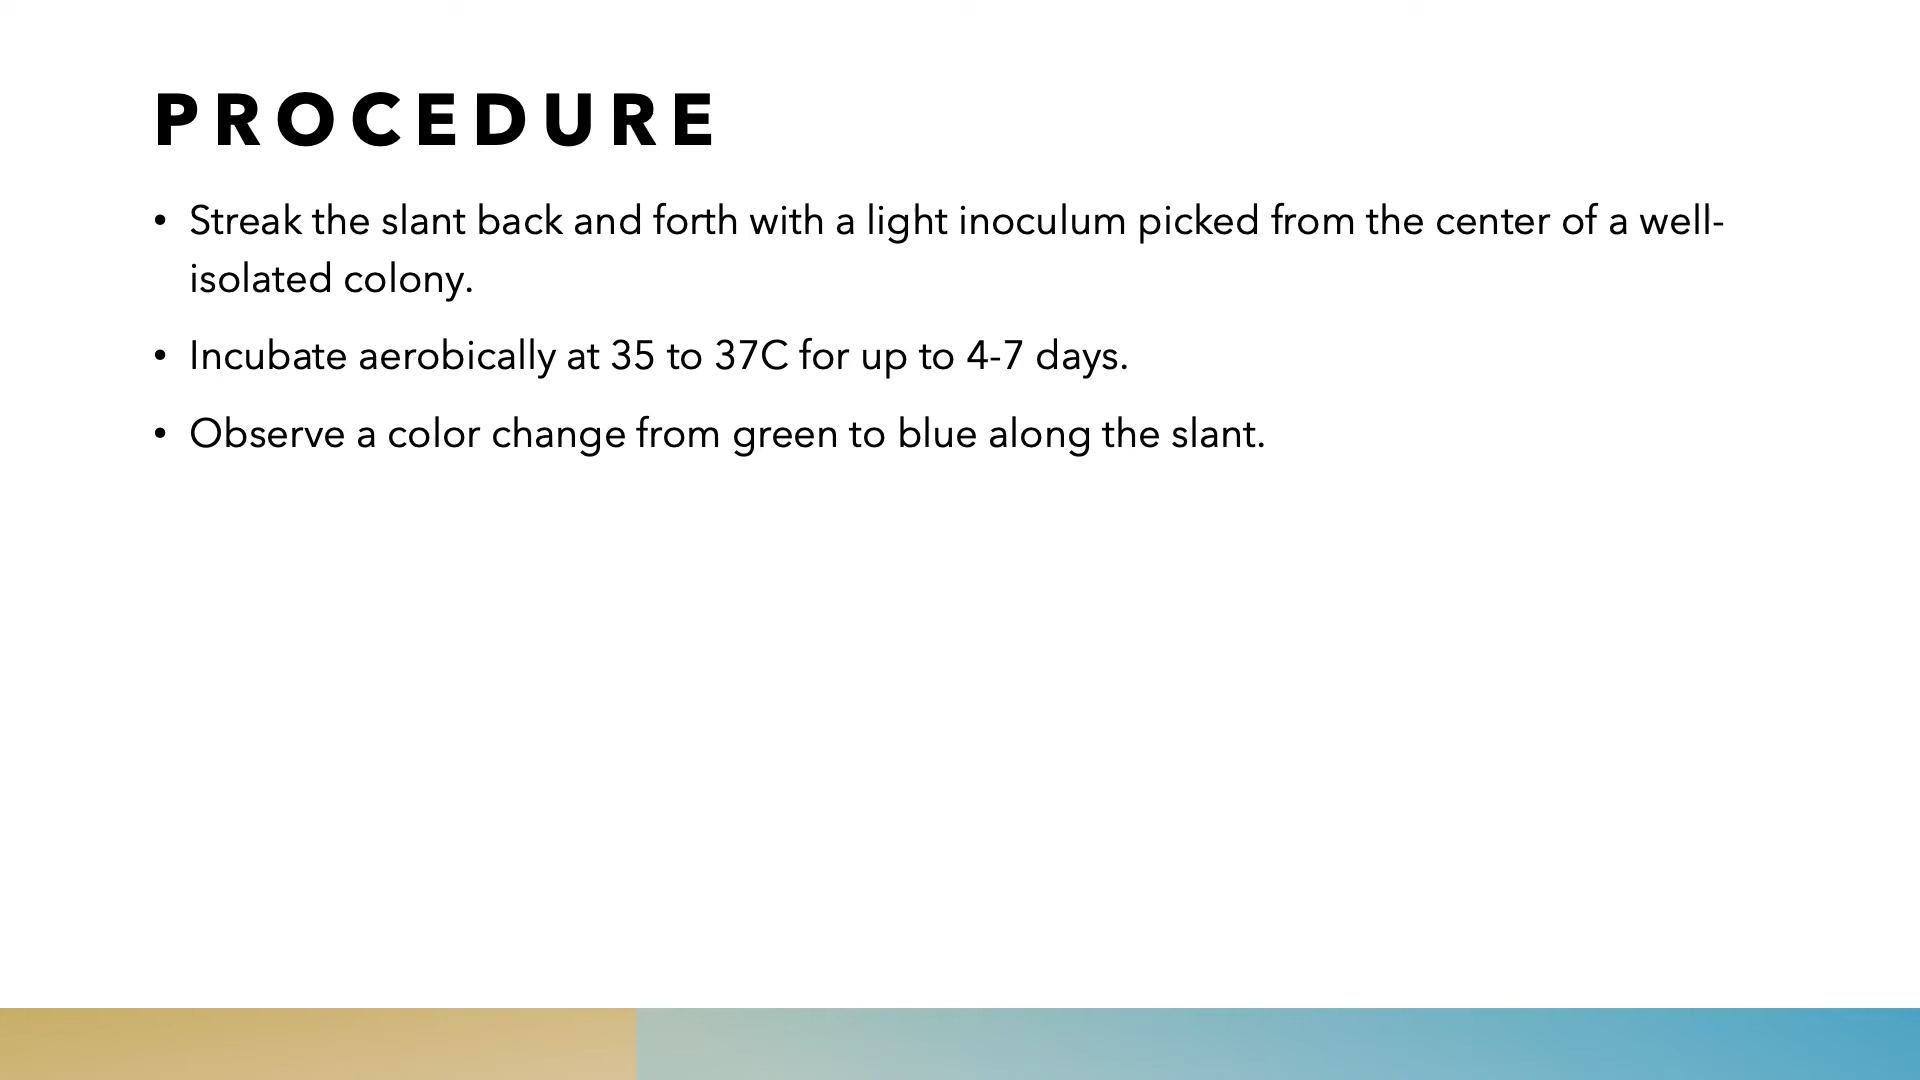 PROCEDURE
• Streak the slant back and forth with a light inoculum picked from the center of a well-
isolated colony.
• Incubate aerobically at 35 to 37C for up to 4-7 days.
• Observe a color change from green to blue along the slant.